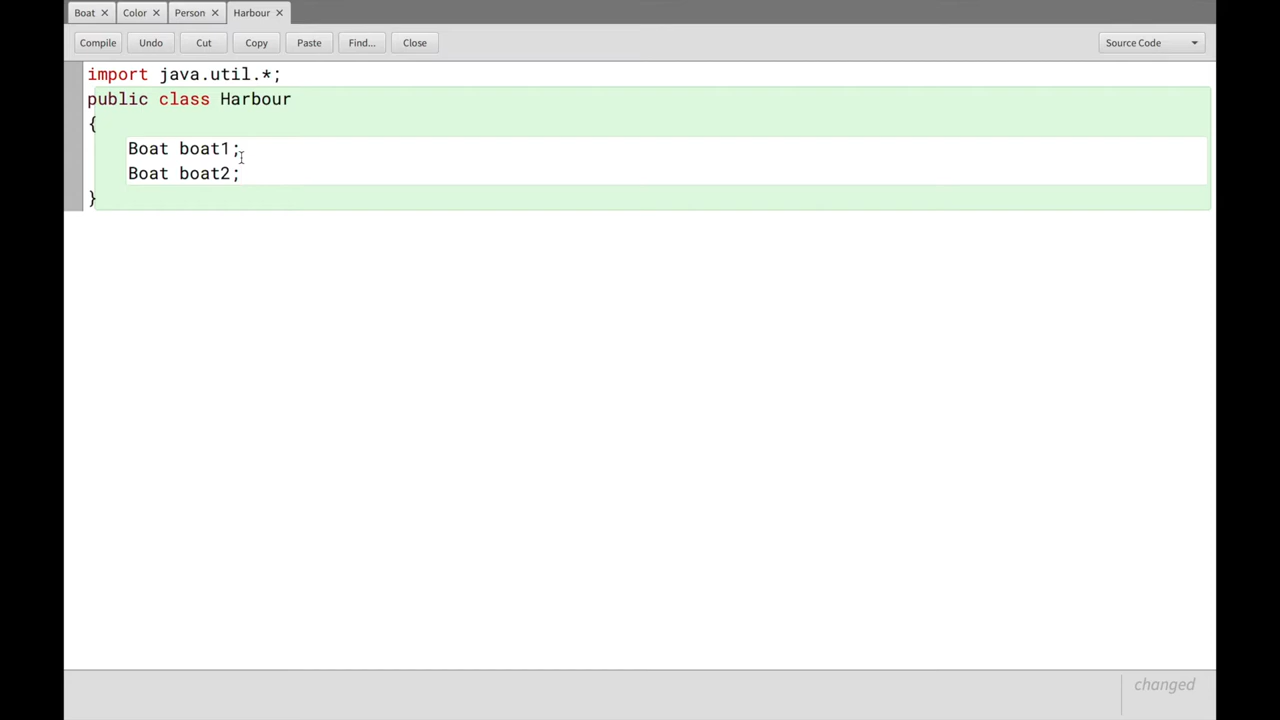 Boat × Color × Person × Harbour ×
Compile Undo Cut Copy Paste Find... Close Source Code
import java.util.*;
public class Harbour
{
    Boat boat1;
    Boat boat2;
}
changed